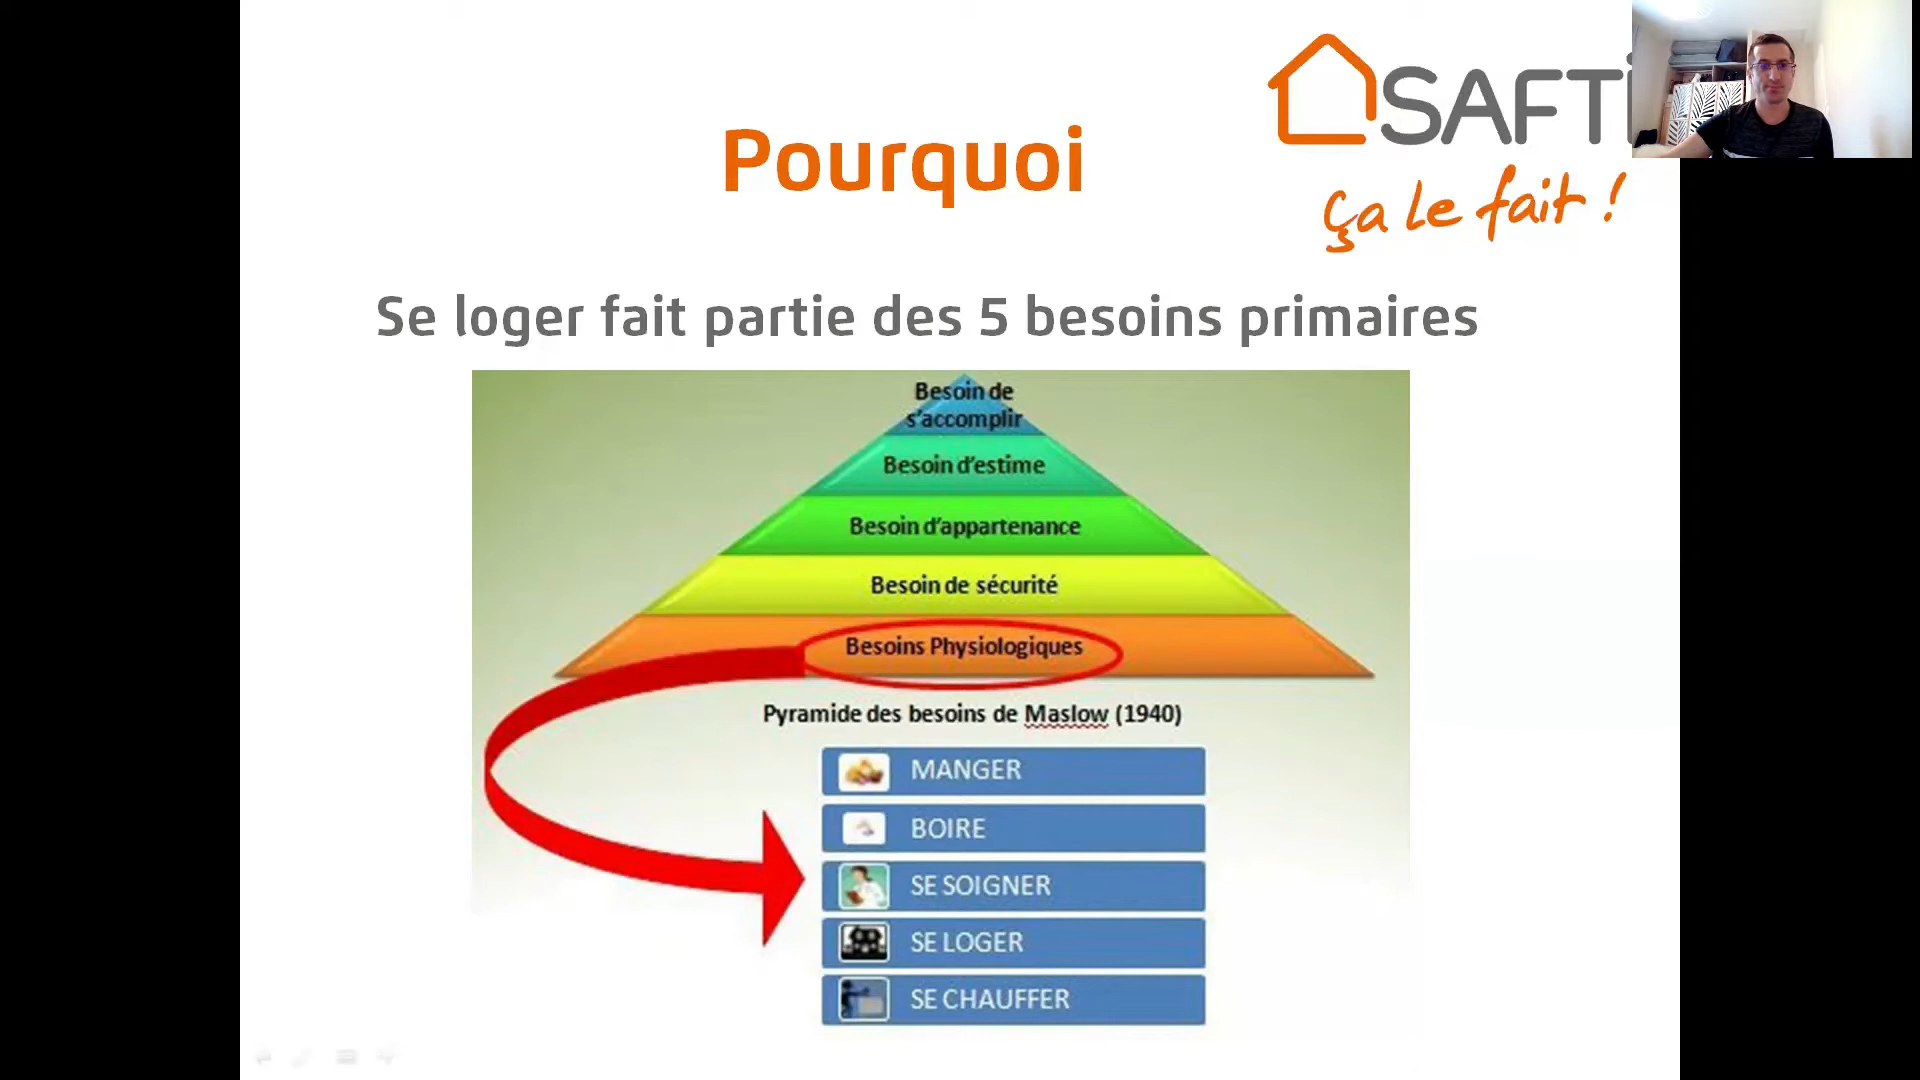 SAFTi
ça le fait !
Pourquoi
Se loger fait partie des 5 besoins primaires
Besoin de
s'accomplir
Besoin d'estime
Besoin d'appartenance
Besoin de sécurité
Besoins Physiologiques
Pyramide des besoins de Maslow (1940)
MANGER
BOIRE
SE SOIGNER
SE LOGER
SE CHAUFFER